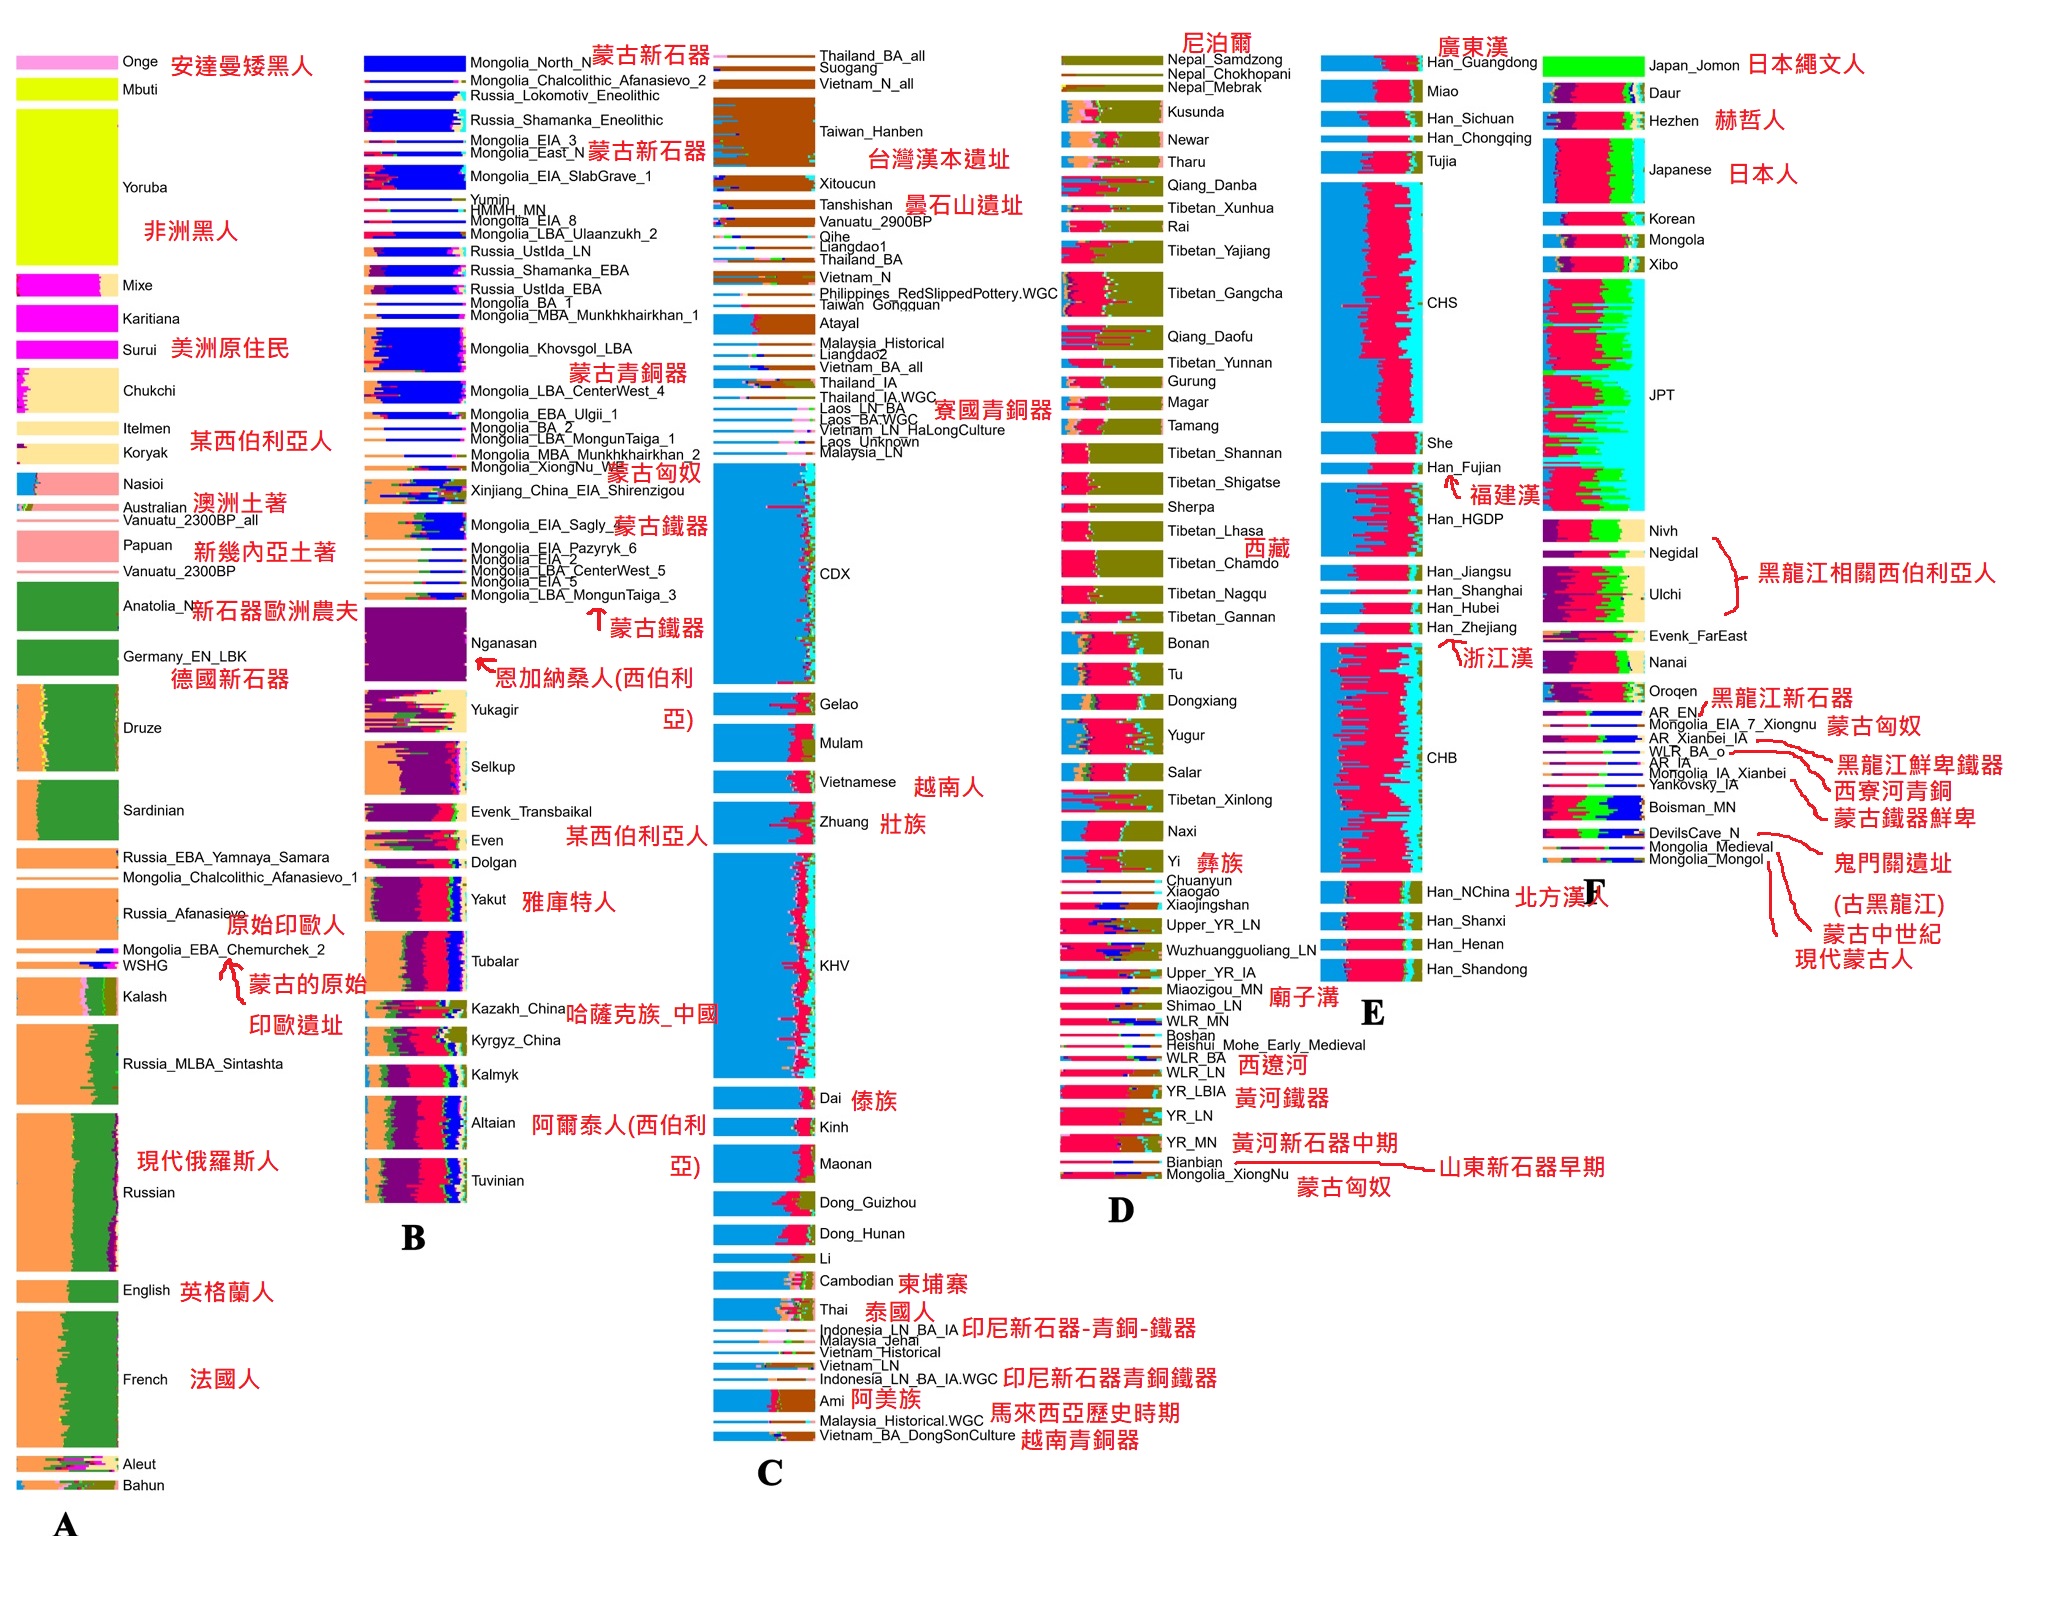 Onge 安達曼矮黑人
Mbuti
Yoruba
非洲黑人
Mixe
Karitiana
Surui 美洲原住民
Chukchi
Itelmen
某西伯利亞人
Koryak
Nasioi
Australian 澳洲土著
Vanuatu_2300BP_all
Papuan 新幾內亞土著
Vanuatu_2300BP
Anatolia_N 新石器歐洲農夫
Germany_EN_LBK
德國新石器
Druze
Sardinian
Russia_EBA_Yamnaya_Samara
Mongolia_Chalcolithic_Afanasievo_1
Russia_Afanasievo
原始印歐人
Mongolia_EBA_Chemurchek_2
WSHG
蒙古的原始
印歐遺址
Kalash
Russia_MLBA_Sintashta
現代俄羅斯人
Russian
English 英格蘭人
French 法國人
Aleut
Bahun
A
Mongolia_North_N 蒙古新石器
Mongolia_Chalcolithic_Afanasievo_2
Russia_Lokomotiv_Eneolithic
Russia_Shamanka_Eneolithic
Mongolia_EIA_3
Mongolia_East_N 蒙古新石器
Mongolia_EIA_SlabGrave_1
Yumin
HMMH_MN
Mongolia_EIA_8
Mongolia_LBA_Ulaanzukh_2
Russia_UstIda_LN
Russia_Shamanka_EBA
Russia_UstIda_EBA
Mongolia_BA_1
Mongolia_MBA_Munkhkhairkhan_1
Mongolia_Khovsgol_LBA
蒙古青銅器
Mongolia_LBA_CenterWest_4
Mongolia_EBA_Ulgii_1
Mongolia_BA_2
Mongolia_LBA_MongunTaiga_1
Mongolia_MBA_Munkhkhairkhan_2
Mongolia_XiongNu_W 蒙古匈奴
Xinjiang_China_EIA_Shirenzigou
Mongolia_EIA_Sagly_ 蒙古鐵器
Mongolia_EIA_Pazyryk_6
Mongolia_EIA_2
Mongolia_LBA_CenterWest_5
Mongolia_EIA_5
Mongolia_LBA_MongunTaiga_3
蒙古鐵器
Nganasan
恩加納桑人(西伯利
亞)
Yukagir
Selkup
Evenk_Transbaikal
Even 某西伯利亞人
Dolgan
Yakut 雅庫特人
Tubalar
Kazakh_China 哈薩克族_中國
Kyrgyz_China
Kalmyk
Altaian 阿爾泰人(西伯利
亞)
Tuvinian
B
Thailand_BA_all
Suogang
Vietnam_N_all
Taiwan_Hanben
台灣漢本遺址
Xitoucun
Tanshishan 曇石山遺址
Vanuatu_2900BP
Qihe
Liangdao1
Thailand_BA
Vietnam_N
Philippines_RedSlippedPottery.WGC
Taiwan_Gongguan
Atayal
Malaysia_Historical
Liangdao2
Vietnam_BA_all
Thailand_IA
Thailand_IA.WGC
Laos_LN_BA 寮國青銅器
Laos_BA.WGC
Vietnam_LN_HaLongCulture
Laos_Unknown
Malaysia_LN
CDX
Gelao
Mulam
Vietnamese 越南人
Zhuang 壯族
KHV
Dai 傣族
Kinh
Maonan
Dong_Guizhou
Dong_Hunan
Li
Cambodian 柬埔寨
Thai 泰國人
Indonesia_LN_BA_IA 印尼新石器-青銅-鐵器
Malaysia_Jehai
Vietnam_Historical
Vietnam_LN
Indonesia_LN_BA_IA.WGC 印尼新石器青銅鐵器
Ami 阿美族
Malaysia_Historical.WGC 馬來西亞歷史時期
Vietnam_BA_DongSonCulture 越南青銅器
C
尼泊爾
Nepal_Samdzong
Nepal_Chokhopani
Nepal_Mebrak
Kusunda
Newar
Tharu
Qiang_Danba
Tibetan_Xunhua
Rai
Tibetan_Yajiang
Tibetan_Gangcha
Qiang_Daofu
Tibetan_Yunnan
Gurung
Magar
Tamang
Tibetan_Shannan
Tibetan_Shigatse
Sherpa
Tibetan_Lhasa
西藏
Tibetan_Chamdo
Tibetan_Nagqu
Tibetan_Gannan
Bonan
Tu
Dongxiang
Yugur
Salar
Tibetan_Xinlong
Naxi
Yi 彝族
Chuanyun
Xiaogao
Xiaojingshan
Upper_YR_LN
Wuzhuangguoliang_LN
Upper_YR_IA
Miaozigou_MN 廟子溝
Shimao_LN
WLR_MN
Boshan
Heishui_Mohe_Early_Medieval
WLR_BA 西遼河
WLR_LN
YR_LBIA 黃河鐵器
YR_LN
YR_MN 黃河新石器中期
Bianbian 山東新石器早期
Mongolia_XiongNu
蒙古匈奴
D
廣東漢
Han_Guangdong
Miao
Han_Sichuan
Han_Chongqing
Tujia
CHS
She
Han_Fujian
福建漢
Han_HGDP
Han_Jiangsu
Han_Shanghai
Han_Hubei
Han_Zhejiang
浙江漢
CHB
Han_NChina 北方漢人
Han_Shanxi
Han_Henan
Han_Shandong
E
Japan_Jomon 日本繩文人
Daur
Hezhen 赫哲人
Japanese 日本人
Korean
Mongola
Xibo
JPT
Nivh
Negidal
黑龍江相關西伯利亞人
Ulchi
Evenk_FarEast
Nanai
Oroqen 黑龍江新石器
AR_EN
Mongolia_EIA_7_Xiongnu 蒙古匈奴
AR_Xianbei_IA
WLR_BA_o
黑龍江鮮卑鐵器
AR_IA
Mongolia_IA_Xianbei
Yankovsky_IA
西寮河青銅
Boisman_MN
蒙古鐵器鮮卑
DevilsCave_N
Mongolia_Medieval
Mongolia_Mongol
鬼門關遺址
(古黑龍江)
蒙古中世紀
現代蒙古人
F